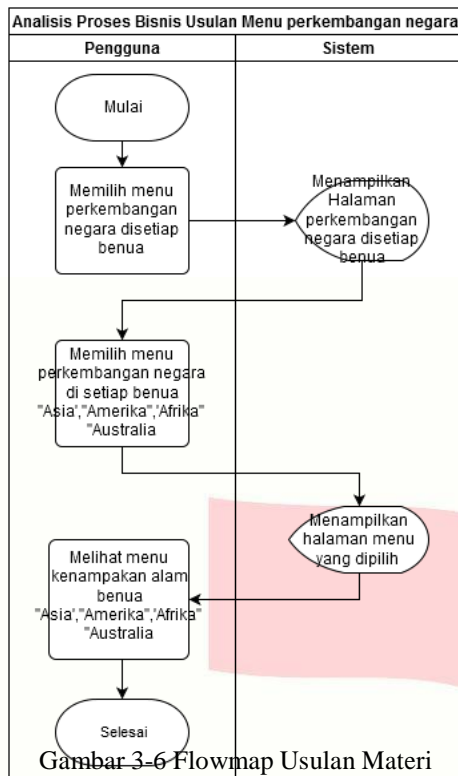 Analisis Proses Bisnis Usulan Menu perkembangan negara
Pengguna
Sistem
Mulai
Memilih menu
perkembangan
negara disetiap
benua
Menampilkan
Halaman
perkembangan
negara disetiap
benua
Memilih menu
perkembangan negara
di setiap benua
"Asia',"Amerika",'Afrika"
"Australia
Menampilkan
halaman menu
yang dipilih
Melihat menu
kenampakan alam
benua
"Asia',"Amerika",'Afrika"
"Australia
Selesai
Gambar 3-6 Flowmap Usulan Materi